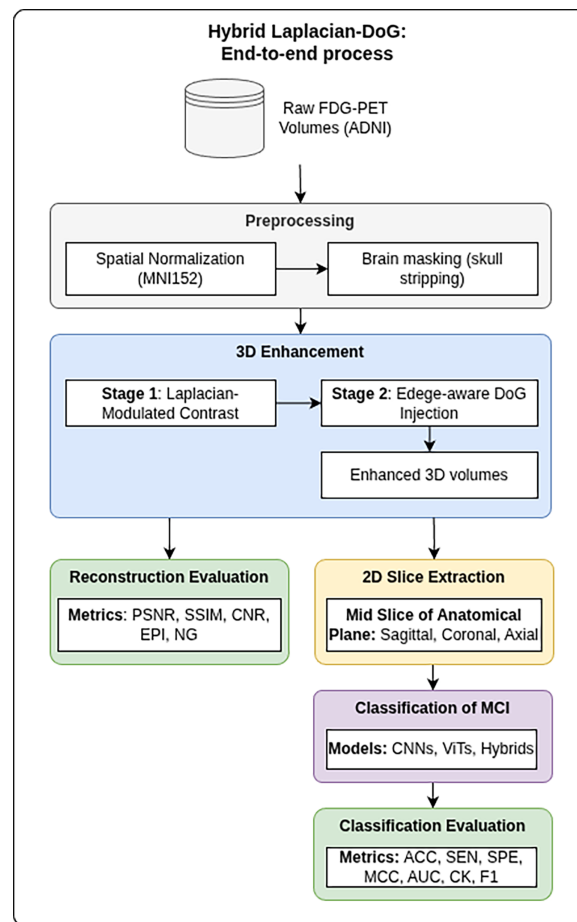 Hybrid Laplacian-DoG:
End-to-end process
Raw FDG-PET
Volumes (ADNI)
Preprocessing
Spatial Normalization
(MNI152)
Brain masking (skull
stripping)
3D Enhancement
Stage 1: Laplacian-
Modulated Contrast
Stage 2: Edege-aware DoG
Injection
Enhanced 3D volumes
Reconstruction Evaluation
Metrics: PSNR, SSIM, CNR,
EPI, NG
2D Slice Extraction
Mid Slice of Anatomical
Plane: Sagittal, Coronal, Axial
Classification of MCI
Models: CNNs, ViTs, Hybrids
Classification Evaluation
Metrics: ACC, SEN, SPE,
MCC, AUC, CK, F1